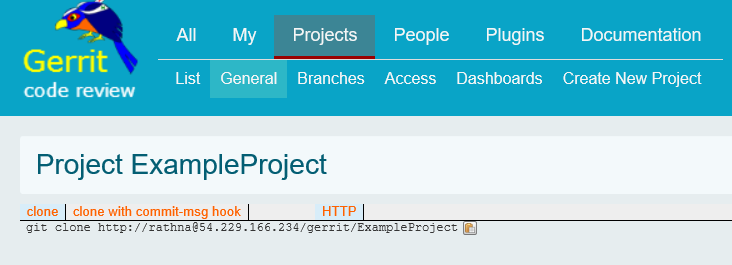 Gerrit
code review
All My Projects People Plugins Documentation
List General Branches Access Dashboards Create New Project
Project ExampleProject
clone clone with commit-msg hook HTTP
git clone http://rathna@54.229.166.234/gerrit/ExampleProject